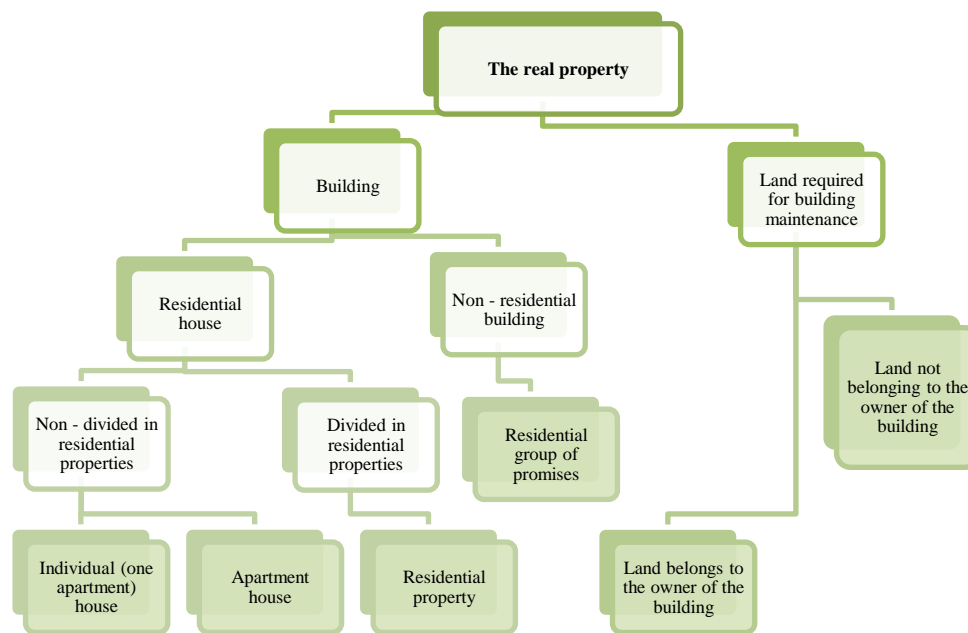 The real property
Building
Land required
for building
maintenance
Residential
house
Non - residential
building
Land not
belonging to the
owner of the
building
Non - divided in
residential
properties
Divided in
residential
properties
Residential
group of
promises
Individual (one
apartment)
house
Apartment
house
Residential
property
Land belongs to
the owner of the
building